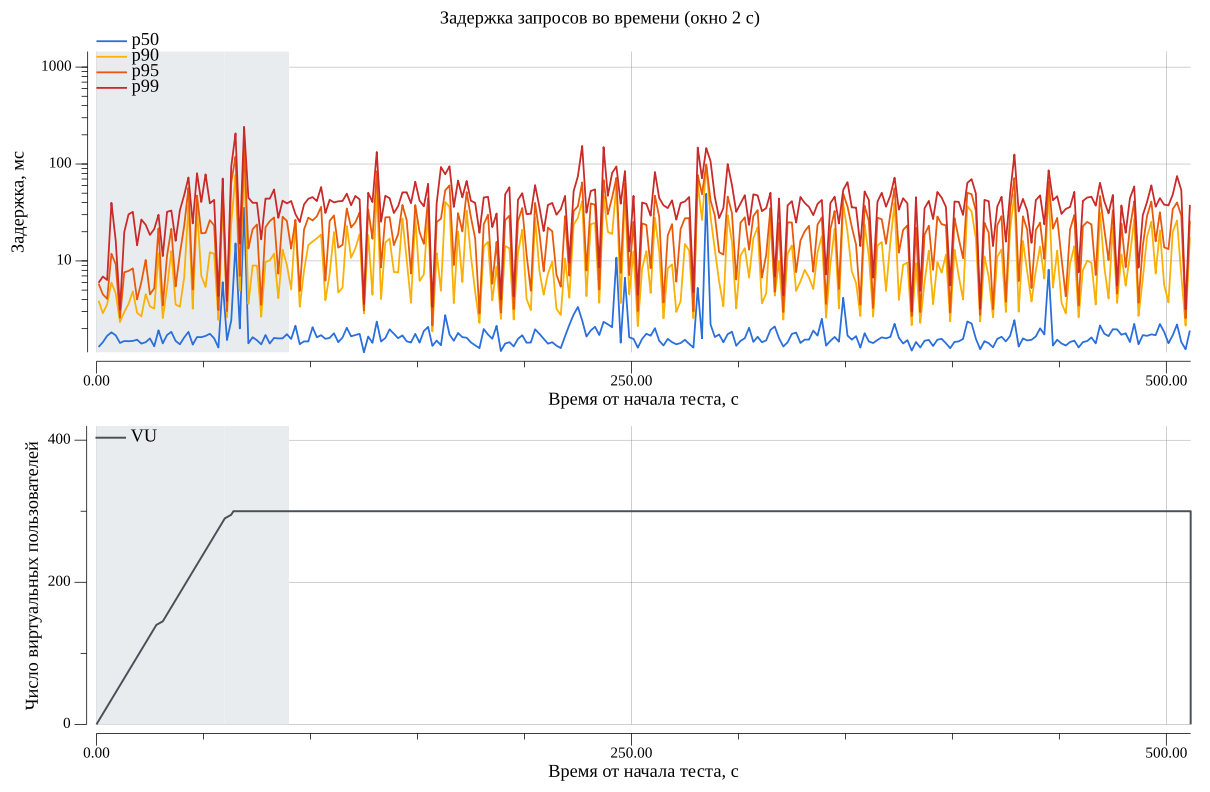 Задержка запросов во времени (окно 2 с)
p50
p90
p95
p99
1000
100
10
Задержка, мс
0.00
250.00
500.00
Время от начала теста, с
VU
400
200
0
Число виртуальных пользователей
0.00
250.00
500.00
Время от начала теста, с